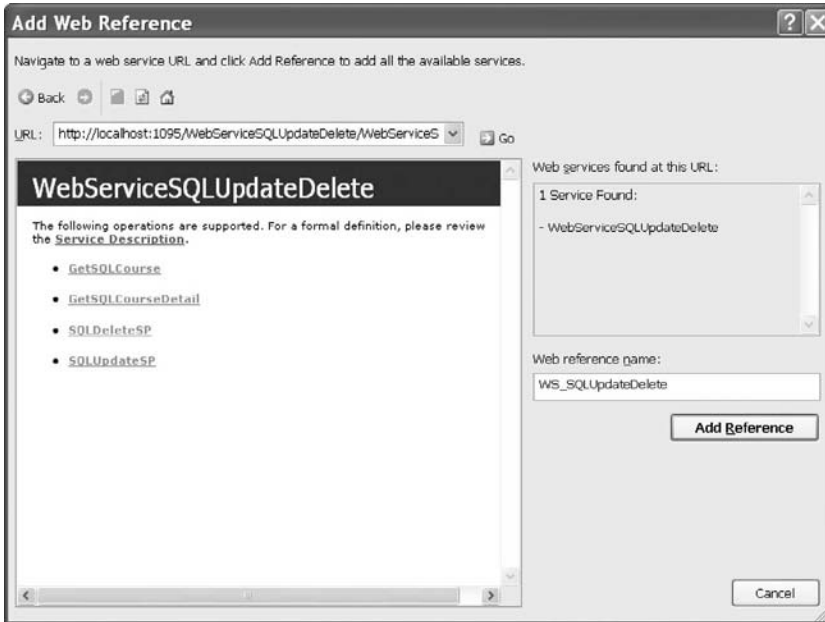 Add Web Reference
Navigate to a web service URL and click Add Reference to add all the available services.
Back
URL: http://localhost:1095/WebServiceSQLUpdateDelete/WebServiceS
Go
WebServiceSQLUpdateDelete
The following operations are supported. For a formal definition, please review
the Service Description.
• GetSQLCourse
• GetSQLCourseDetail
• SQLDeleteSP
• SQLUpdateSP
Web services found at this URL:
1 Service Found:
- WebServiceSQLUpdateDelete
Web reference name:
WS_SQLUpdateDelete
Add Reference
Cancel